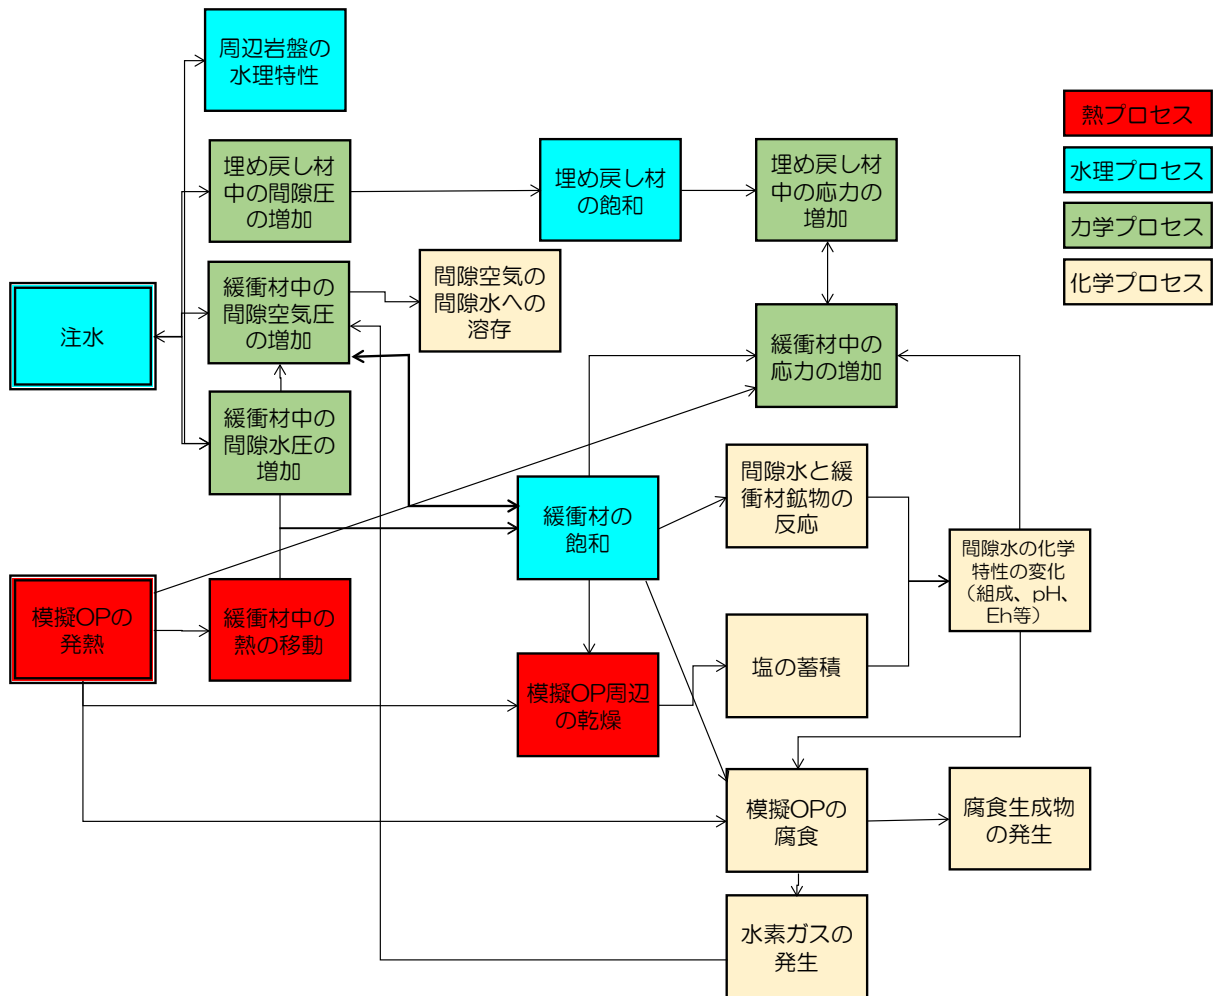 周辺岩盤の
水理特性
熱プロセス
水理プロセス
力学プロセス
化学プロセス
埋め戻し材
中の間隙圧
の増加
埋め戻し材
の飽和
埋め戻し材
中の応力の
増加
注水
緩衝材中の
間隙空気圧
の増加
間隙空気の
間隙水への
溶存
緩衝材中の
応力の増加
緩衝材中の
間隙水圧の
増加
緩衝材の
飽和
間隙水と緩
衝材鉱物の
反応
間隙水の化学
特性の変化
(組成、pH、
Eh等)
模擬OPの
発熱
緩衝材中の
熱の移動
模擬OP周辺
の乾燥
塩の蓄積
模擬OPの
腐食
腐食生成物
の発生
水素ガスの
発生